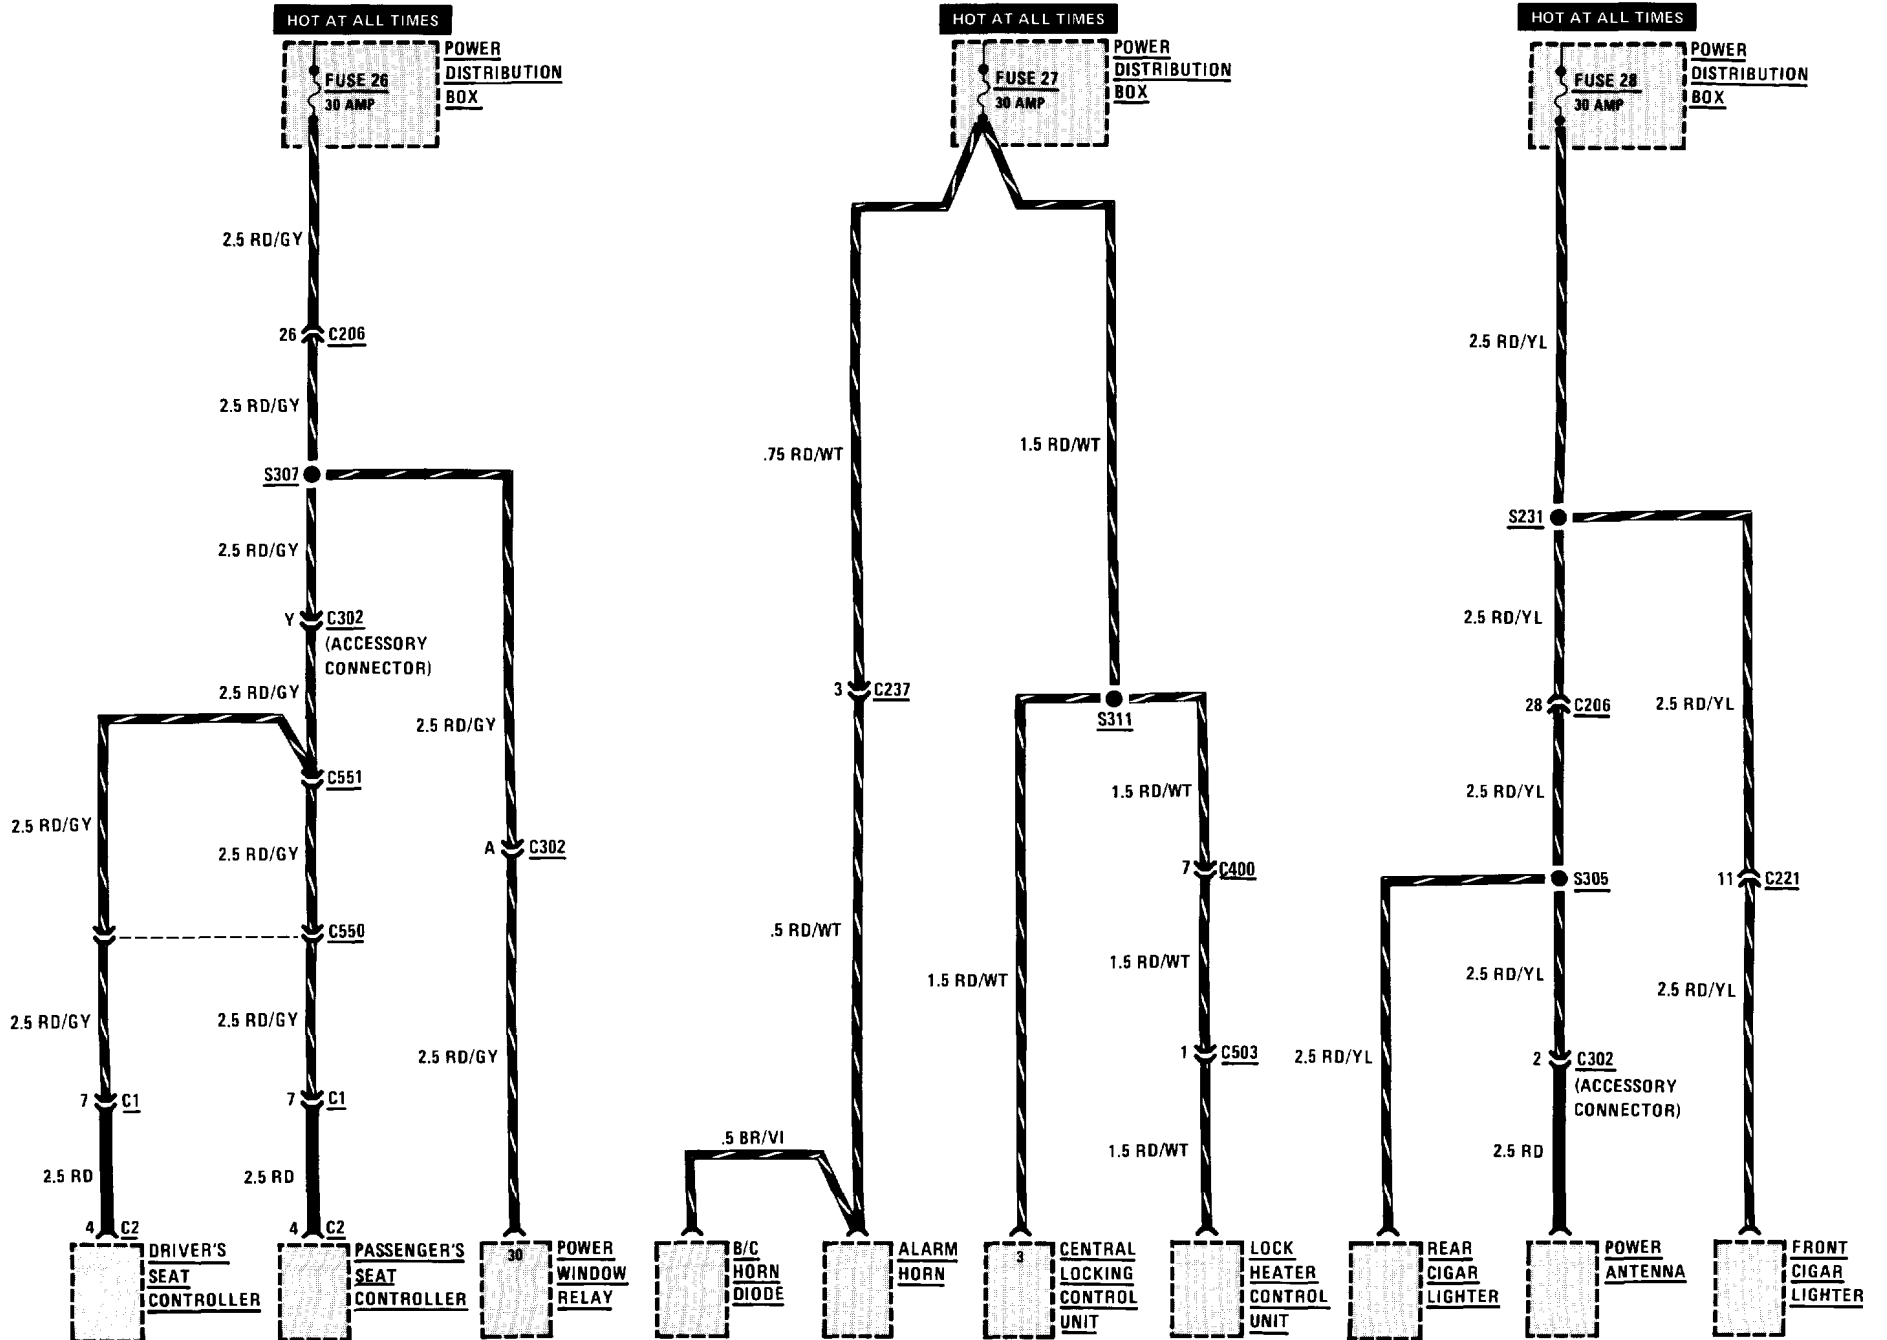 HOT AT ALL TIMES
POWER
DISTRIBUTION
BOX
FUSE 26
30 AMP
2.5 RD/GY
26
C206
2.5 RD/GY
S307
2.5 RD/GY
Y
C302
(ACCESSORY
CONNECTOR)
2.5 RD/GY
C551
2.5 RD/GY
2.5 RD/GY
2.5 RD/GY
A
C302
C550
2.5 RD/GY
2.5 RD/GY
2.5 RD/GY
7
C1
7
C1
2.5 RD
2.5 RD
4
C2
4
C2
DRIVER'S
SEAT
CONTROLLER
PASSENGER'S
SEAT
CONTROLLER
30
POWER
WINDOW
RELAY
HOT AT ALL TIMES
POWER
DISTRIBUTION
BOX
FUSE 27
30 AMP
.75 RD/WT
1.5 RD/WT
3
C237
S311
1.5 RD/WT
7
C400
.5 RD/WT
1.5 RD/WT
1.5 RD/WT
1
C503
.5 BR/VI
1.5 RD/WT
B/C
HORN
DIODE
ALARM
HORN
3
CENTRAL
LOCKING
CONTROL
UNIT
LOCK
HEATER
CONTROL
UNIT
HOT AT ALL TIMES
POWER
DISTRIBUTION
BOX
FUSE 28
30 AMP
2.5 RD/YL
S231
2.5 RD/YL
28
C206
2.5 RD/YL
2.5 RD/YL
S305
11
C221
2.5 RD/YL
2.5 RD/YL
2.5 RD/YL
2
C302
(ACCESSORY
CONNECTOR)
2.5 RD
REAR
CIGAR
LIGHTER
POWER
ANTENNA
FRONT
CIGAR
LIGHTER